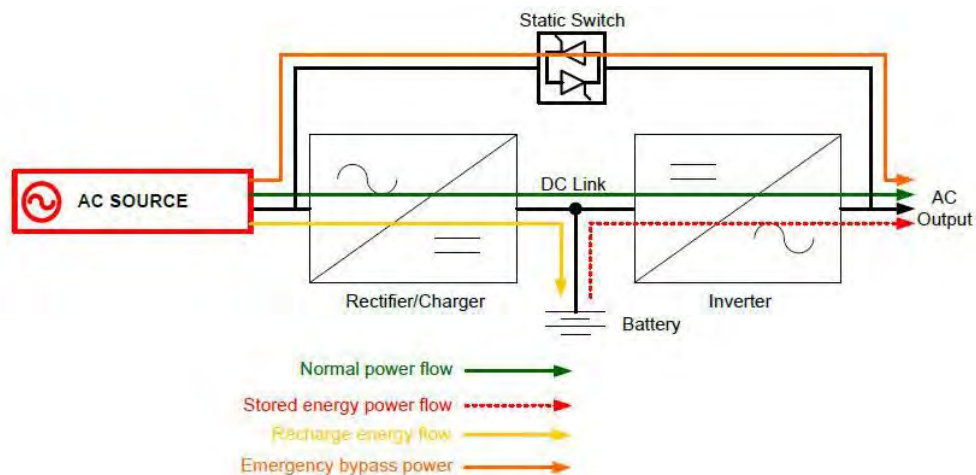 Static Switch
AC SOURCE
DC Link
AC
Output
Rectifier/Charger
Inverter
Battery
Normal power flow
Stored energy power flow
Recharge energy flow
Emergency bypass power